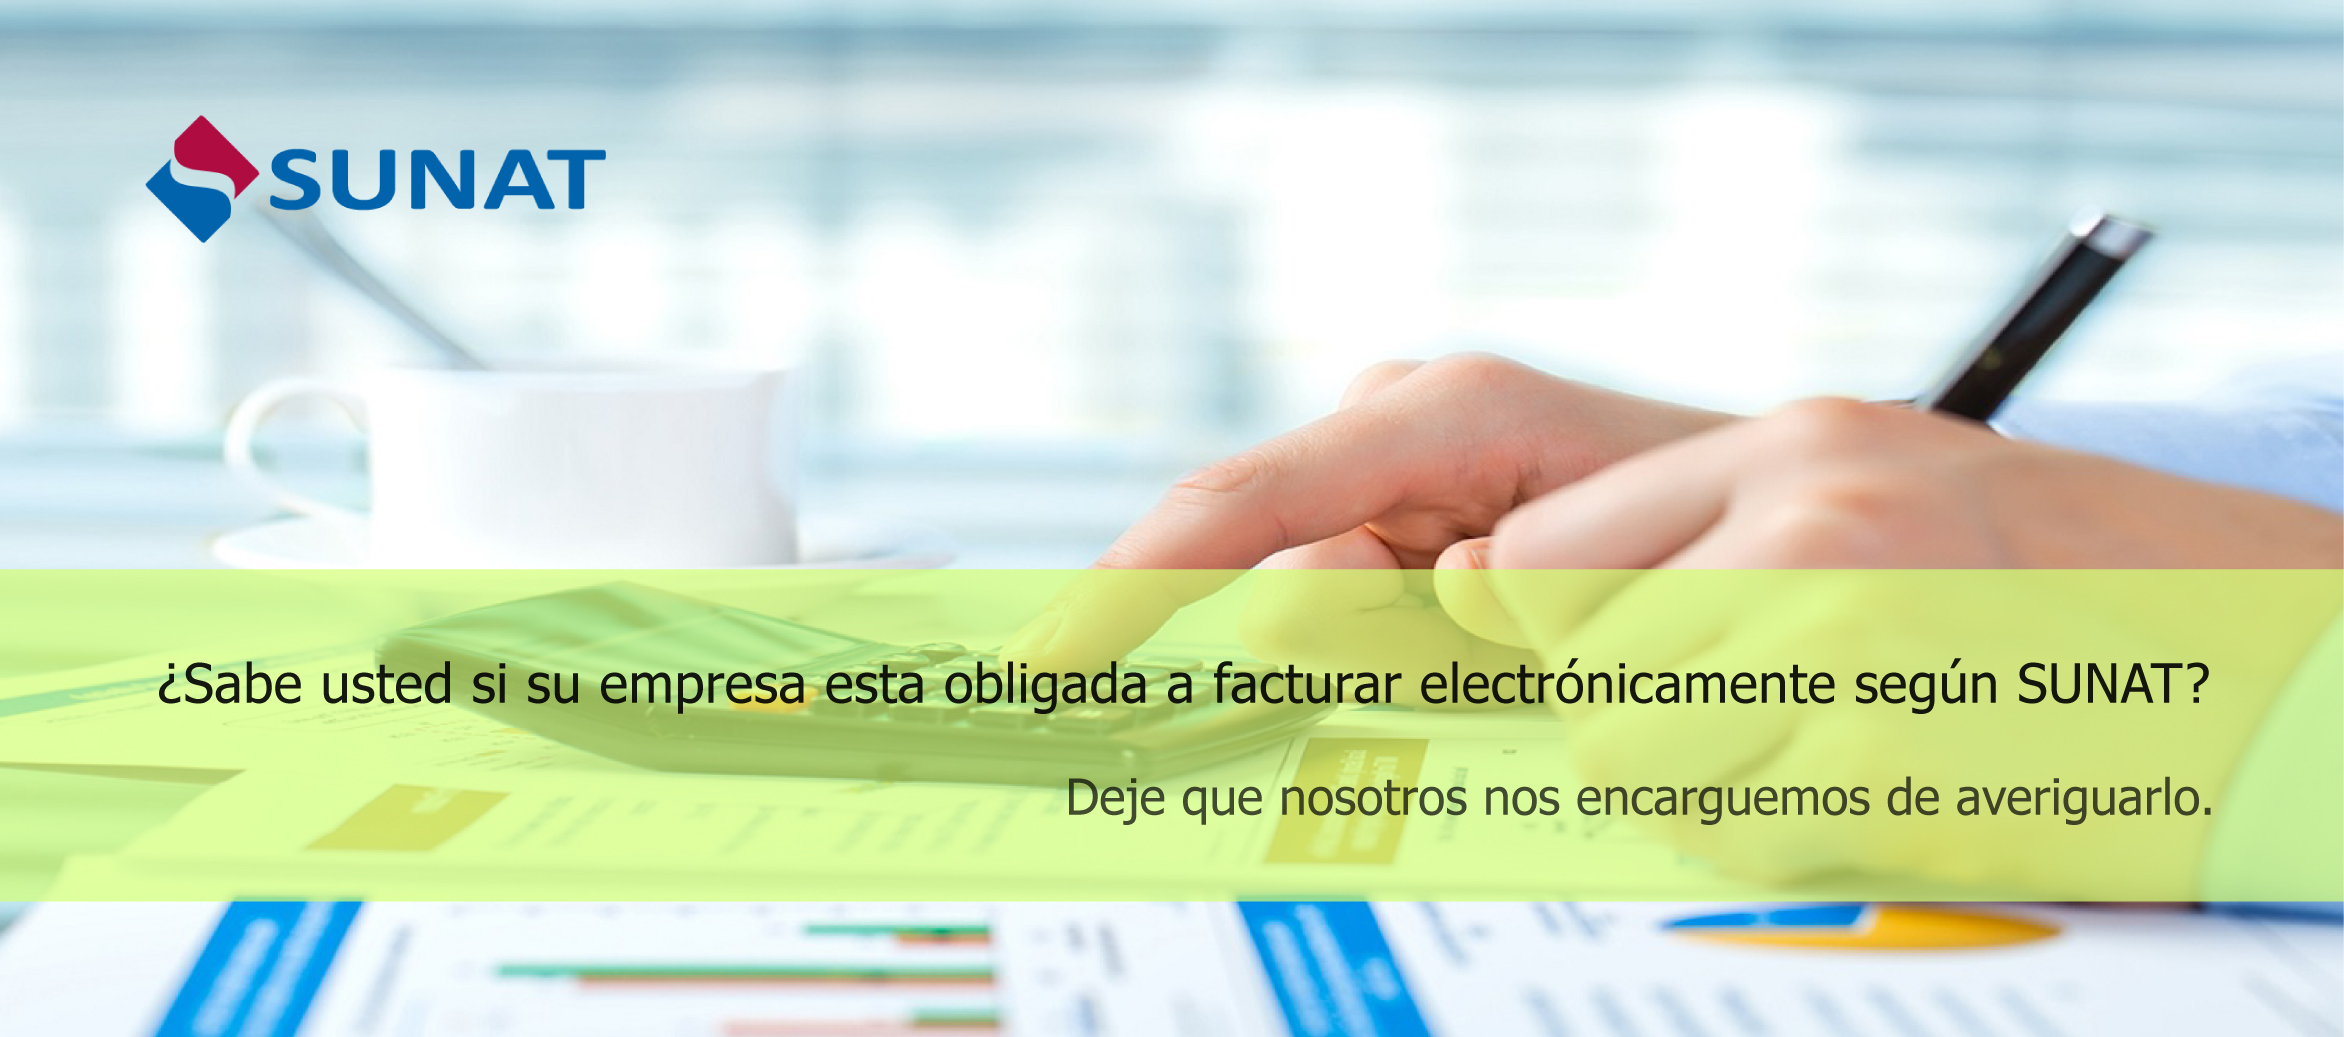 SUNAT
¿Sabe usted si su empresa esta obligada a facturar electrónicamente según SUNAT?
Deje que nosotros nos encarguemos de averiguarlo.